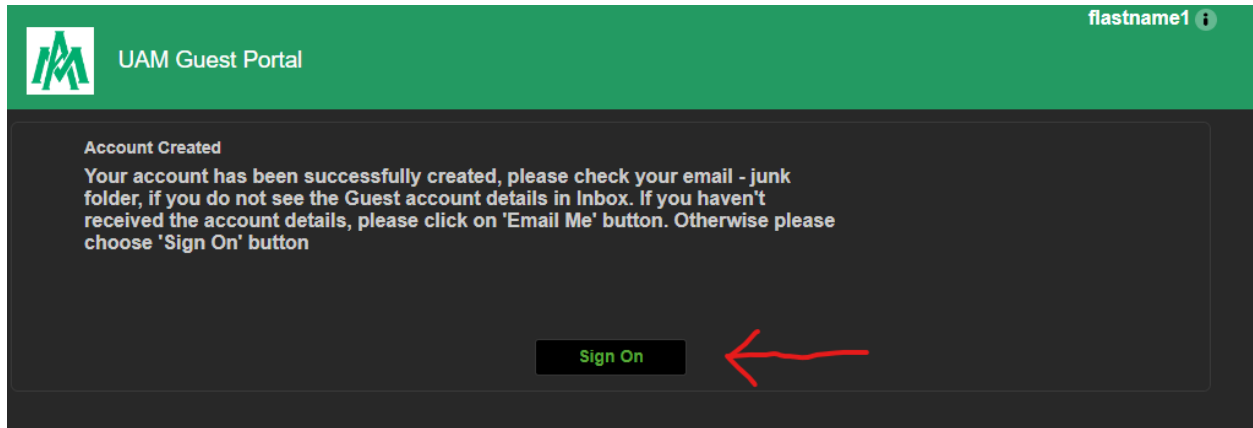 flastname1
UAM Guest Portal
Account Created
Your account has been successfully created, please check your email - junk
folder, if you do not see the Guest account details in Inbox. If you haven't
received the account details, please click on 'Email Me' button. Otherwise please
choose 'Sign On' button
Sign On